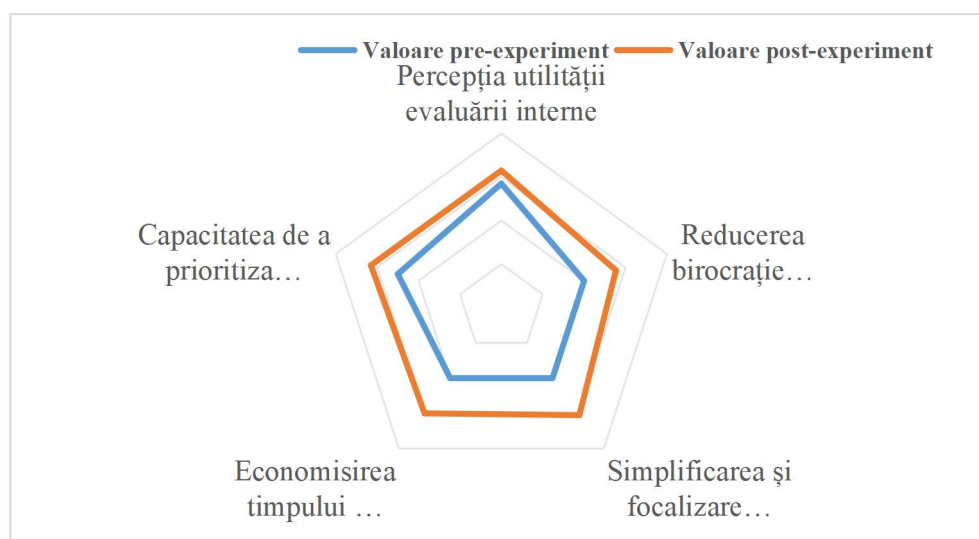 Valoare pre-experiment Valoare post-experiment
Percepția utilității
evaluării interne
Capacitatea de a
prioritiza…
Reducerea
birocrație…
Economisirea
timpului …
Simplificarea și
focalizare…